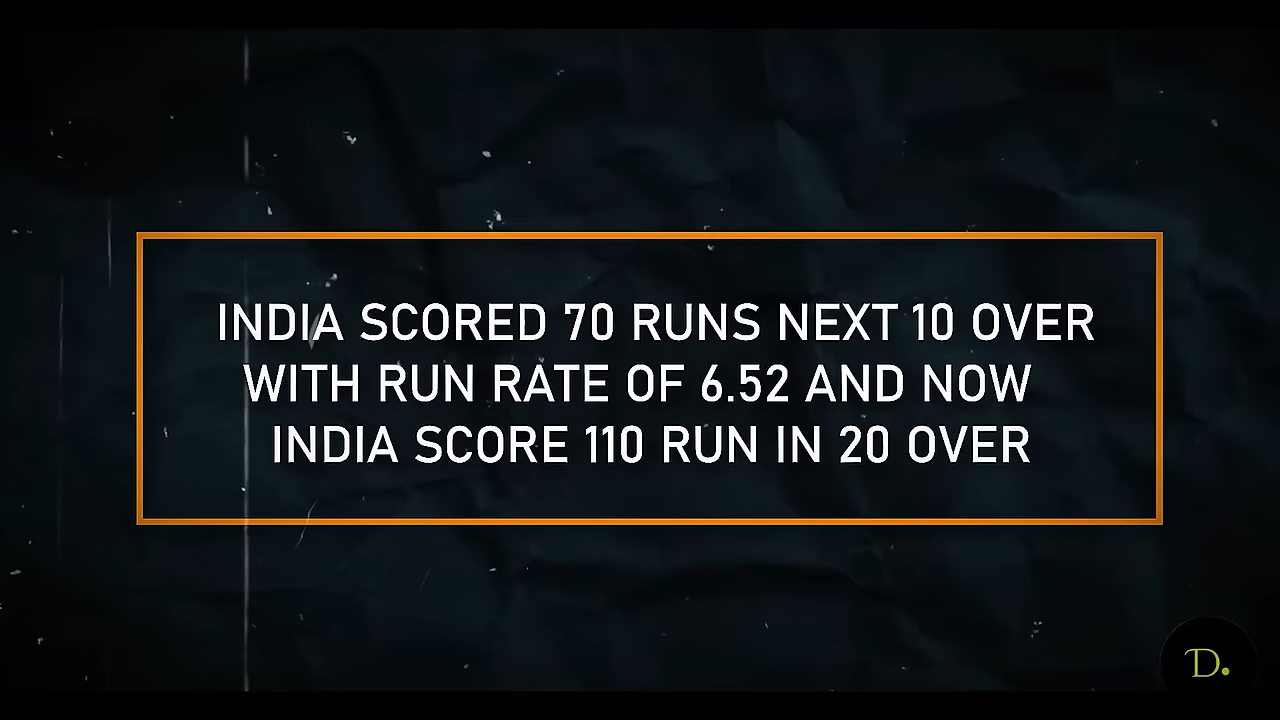 INDIA SCORED 70 RUNS NEXT 10 OVER
WITH RUN RATE OF 6.52 AND NOW
INDIA SCORE 110 RUN IN 20 OVER
D.